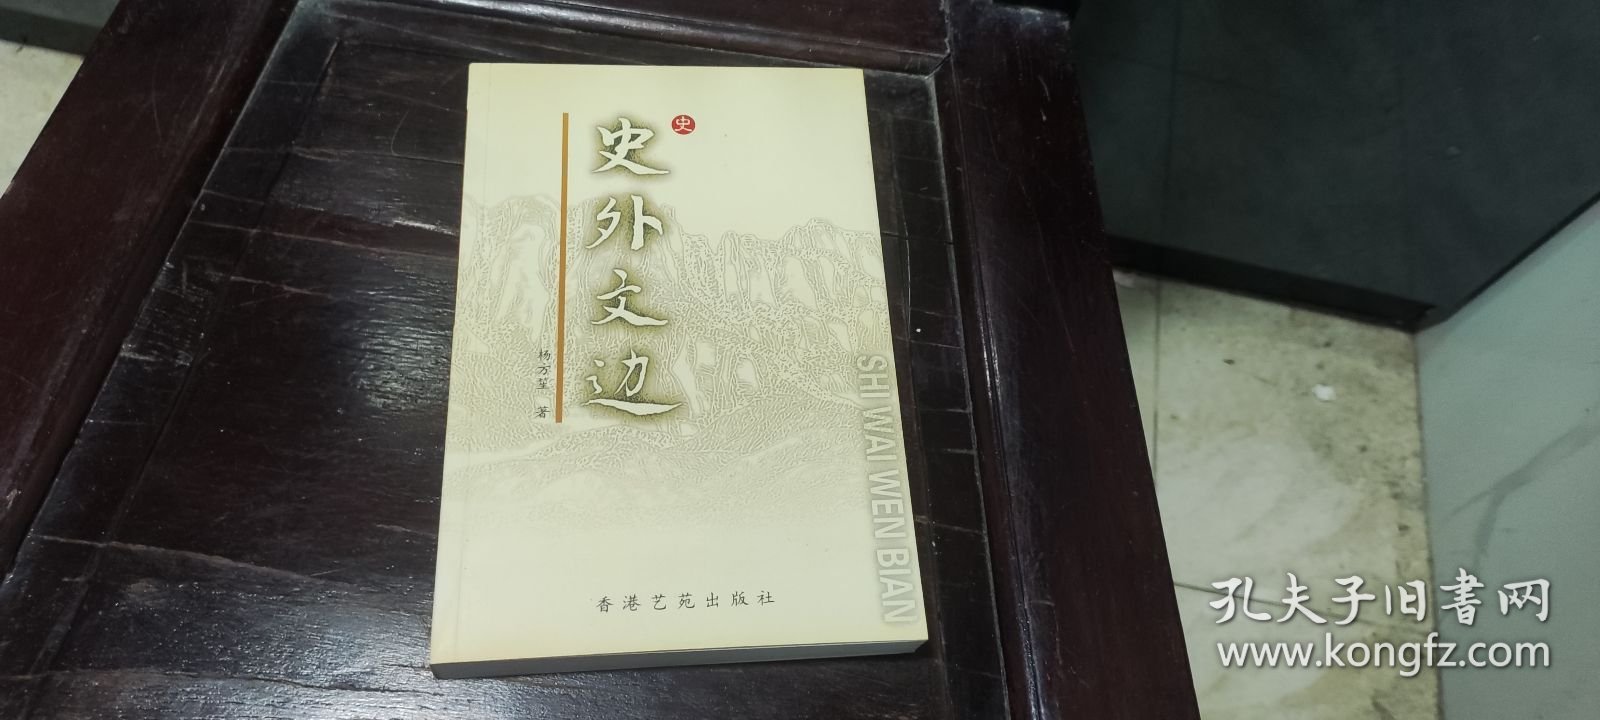 史
史外文边
杨万笙 著
SHI WAI WEN BIAN
香港艺苑出版社
孔夫子旧書网
www.kongfz.com